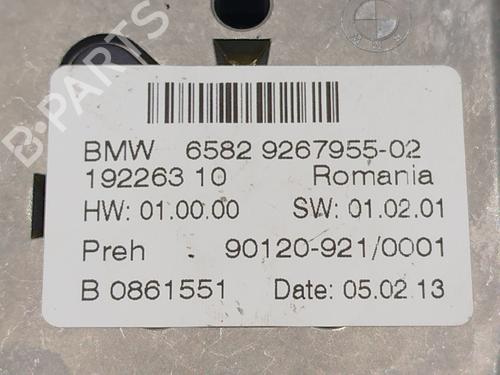 BMW 6582 9267955-02
192263 10 Romania
HW: 01.00.00 SW: 01.02.01
Preh 90120-921/0001
B 0861551 Date: 05.02.13
B-PARTS
BMW